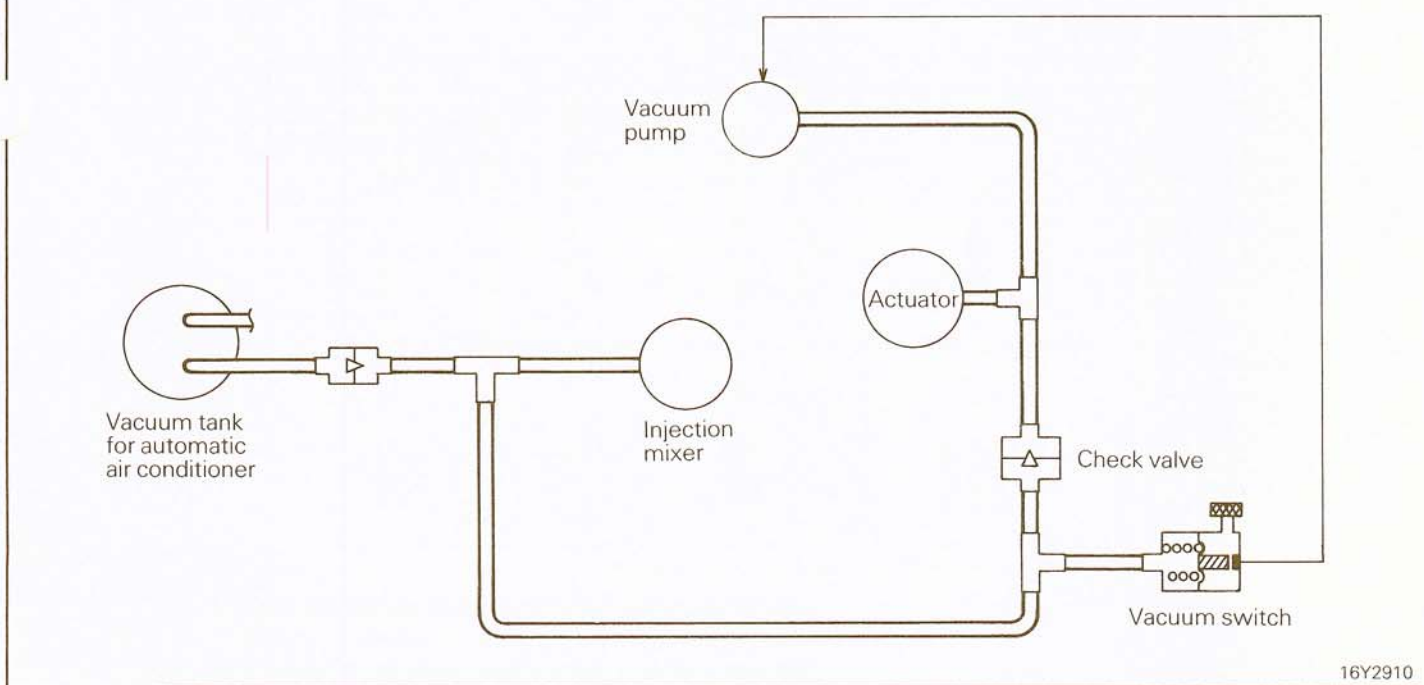 Vacuum
pump
Actuator
Vacuum tank
for automatic
air conditioner
Injection
mixer
Check valve
Vacuum switch
16Y2910